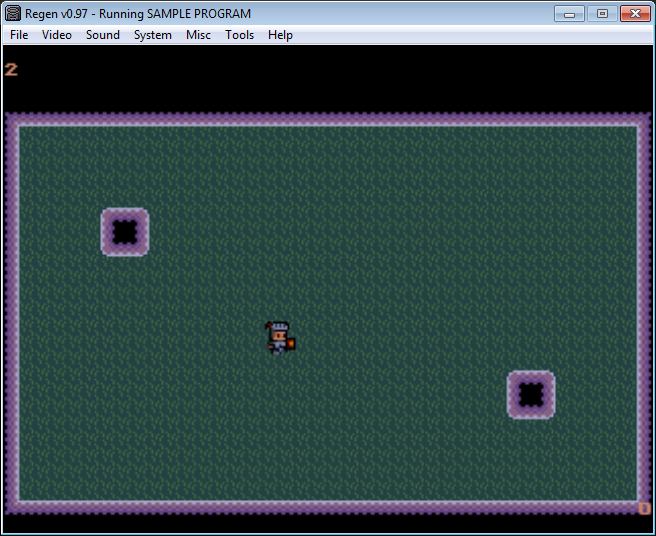 Regen v0.97 - Running SAMPLE PROGRAM
File Video Sound System Misc Tools Help
2
0